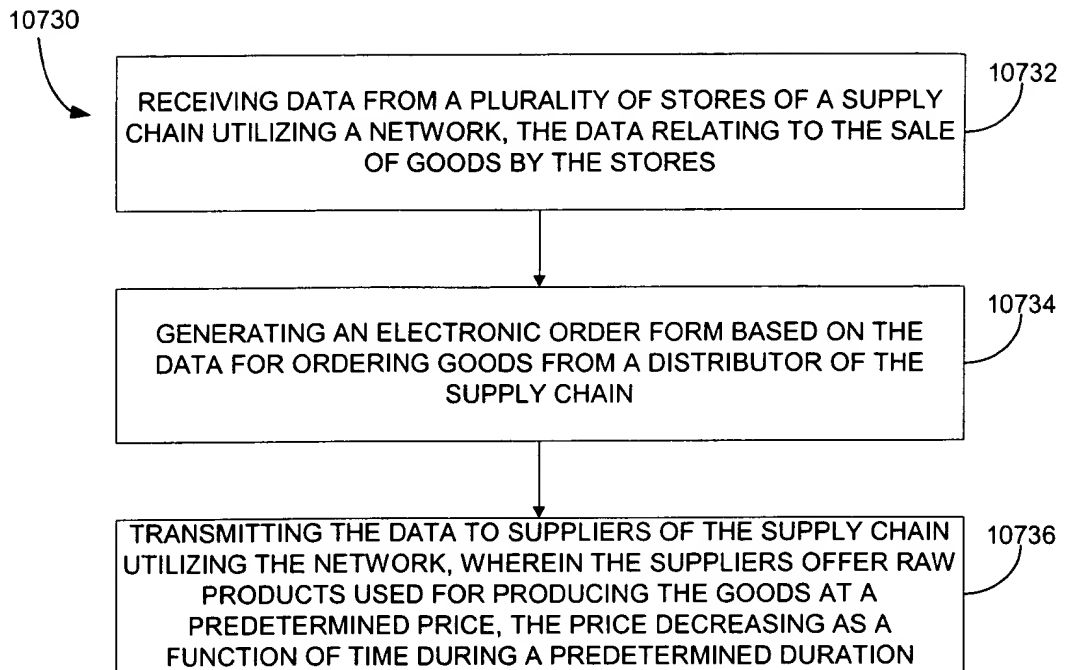 10730
10732
RECEIVING DATA FROM A PLURALITY OF STORES OF A SUPPLY
CHAIN UTILIZING A NETWORK, THE DATA RELATING TO THE SALE
OF GOODS BY THE STORES
10734
GENERATING AN ELECTRONIC ORDER FORM BASED ON THE
DATA FOR ORDERING GOODS FROM A DISTRIBUTOR OF THE
SUPPLY CHAIN
10736
TRANSMITTING THE DATA TO SUPPLIERS OF THE SUPPLY CHAIN
UTILIZING THE NETWORK, WHEREIN THE SUPPLIERS OFFER RAW
PRODUCTS USED FOR PRODUCING THE GOODS AT A
PREDETERMINED PRICE, THE PRICE DECREASING AS A
FUNCTION OF TIME DURING A PREDETERMINED DURATION